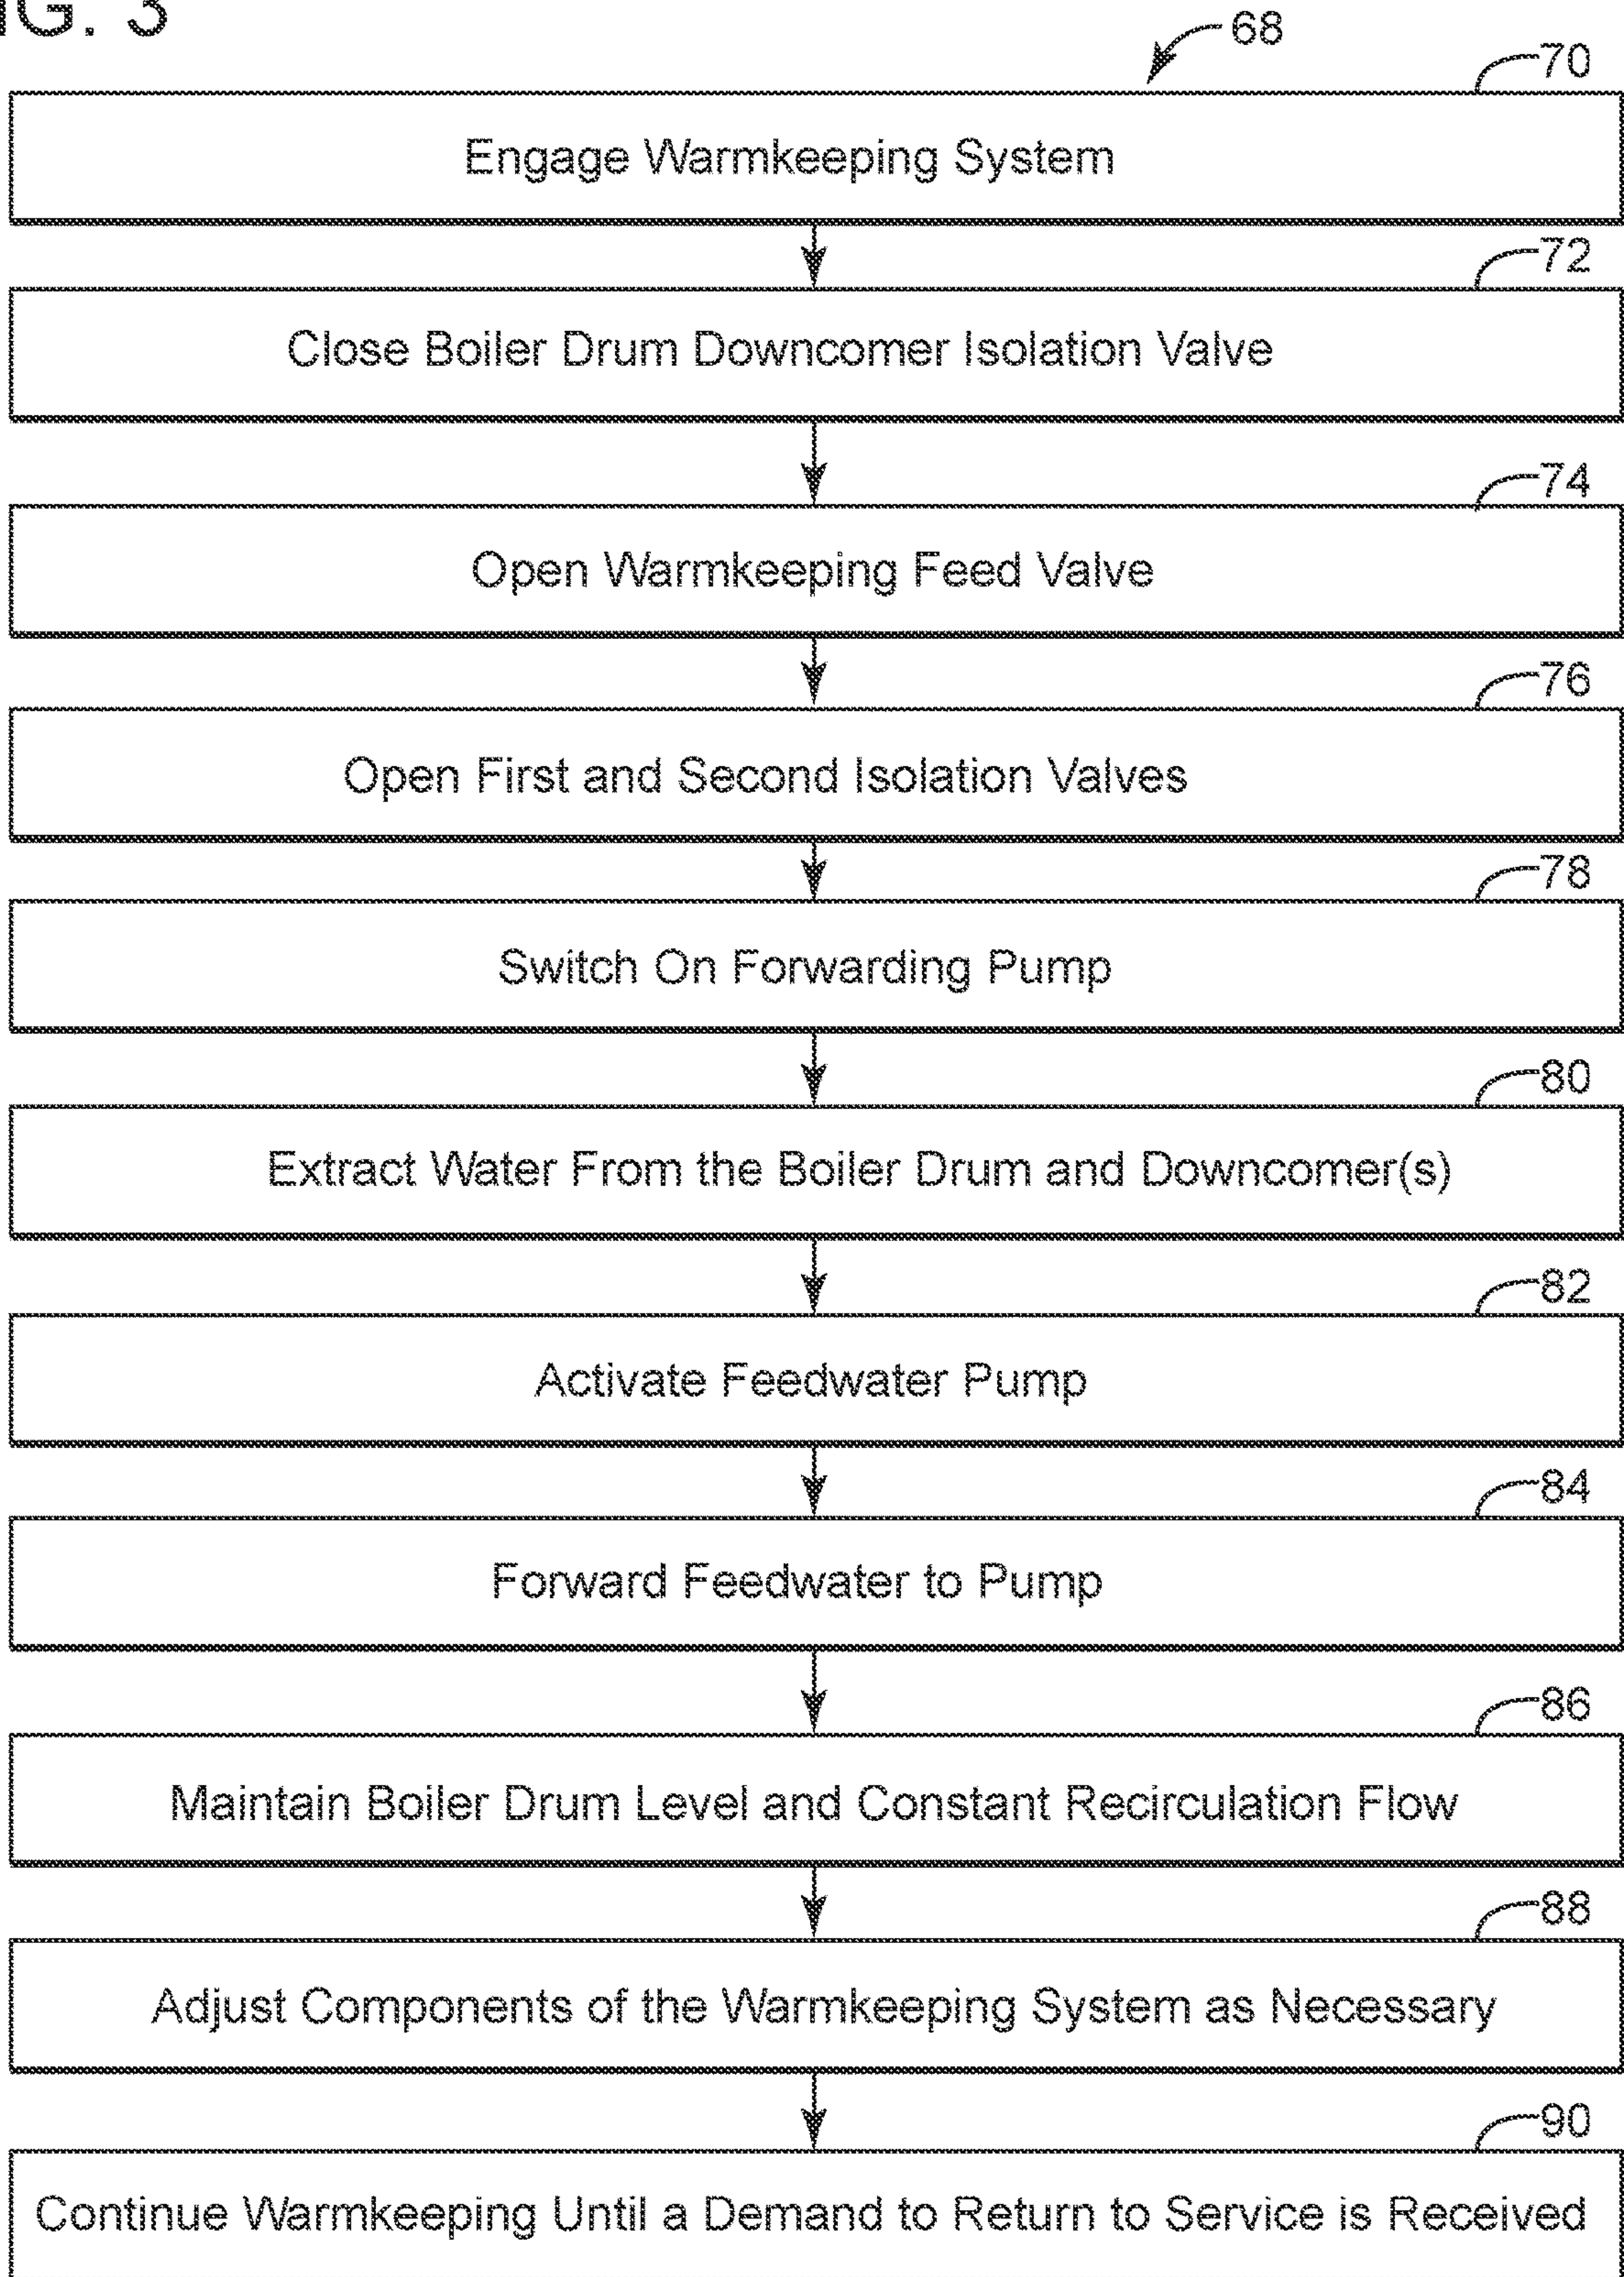 FIG. 3
68
70
Engage Warmkeeping System
72
Close Boiler Drum Downcomer Isolation Valve
74
Open Warmkeeping Feed Valve
76
Open First and Second Isolation Valves
78
Switch On Forwarding Pump
80
Extract Water From the Boiler Drum and Downcomer(s)
82
Activate Feedwater Pump
84
Forward Feedwater to Pump
86
Maintain Boiler Drum Level and Constant Recirculation Flow
88
Adjust Components of the Warmkeeping System as Necessary
90
Continue Warmkeeping Until a Demand to Return to Service is Received